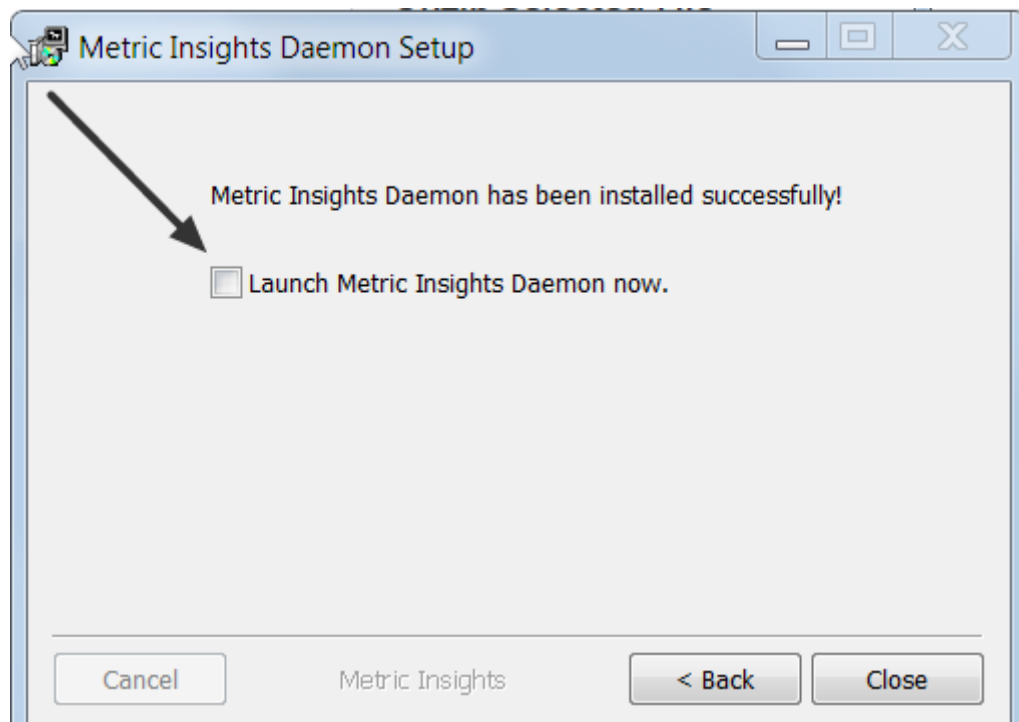 Metric Insights Daemon Setup
Metric Insights Daemon has been installed successfully!
Launch Metric Insights Daemon now.
Cancel
Metric Insights
< Back
Close